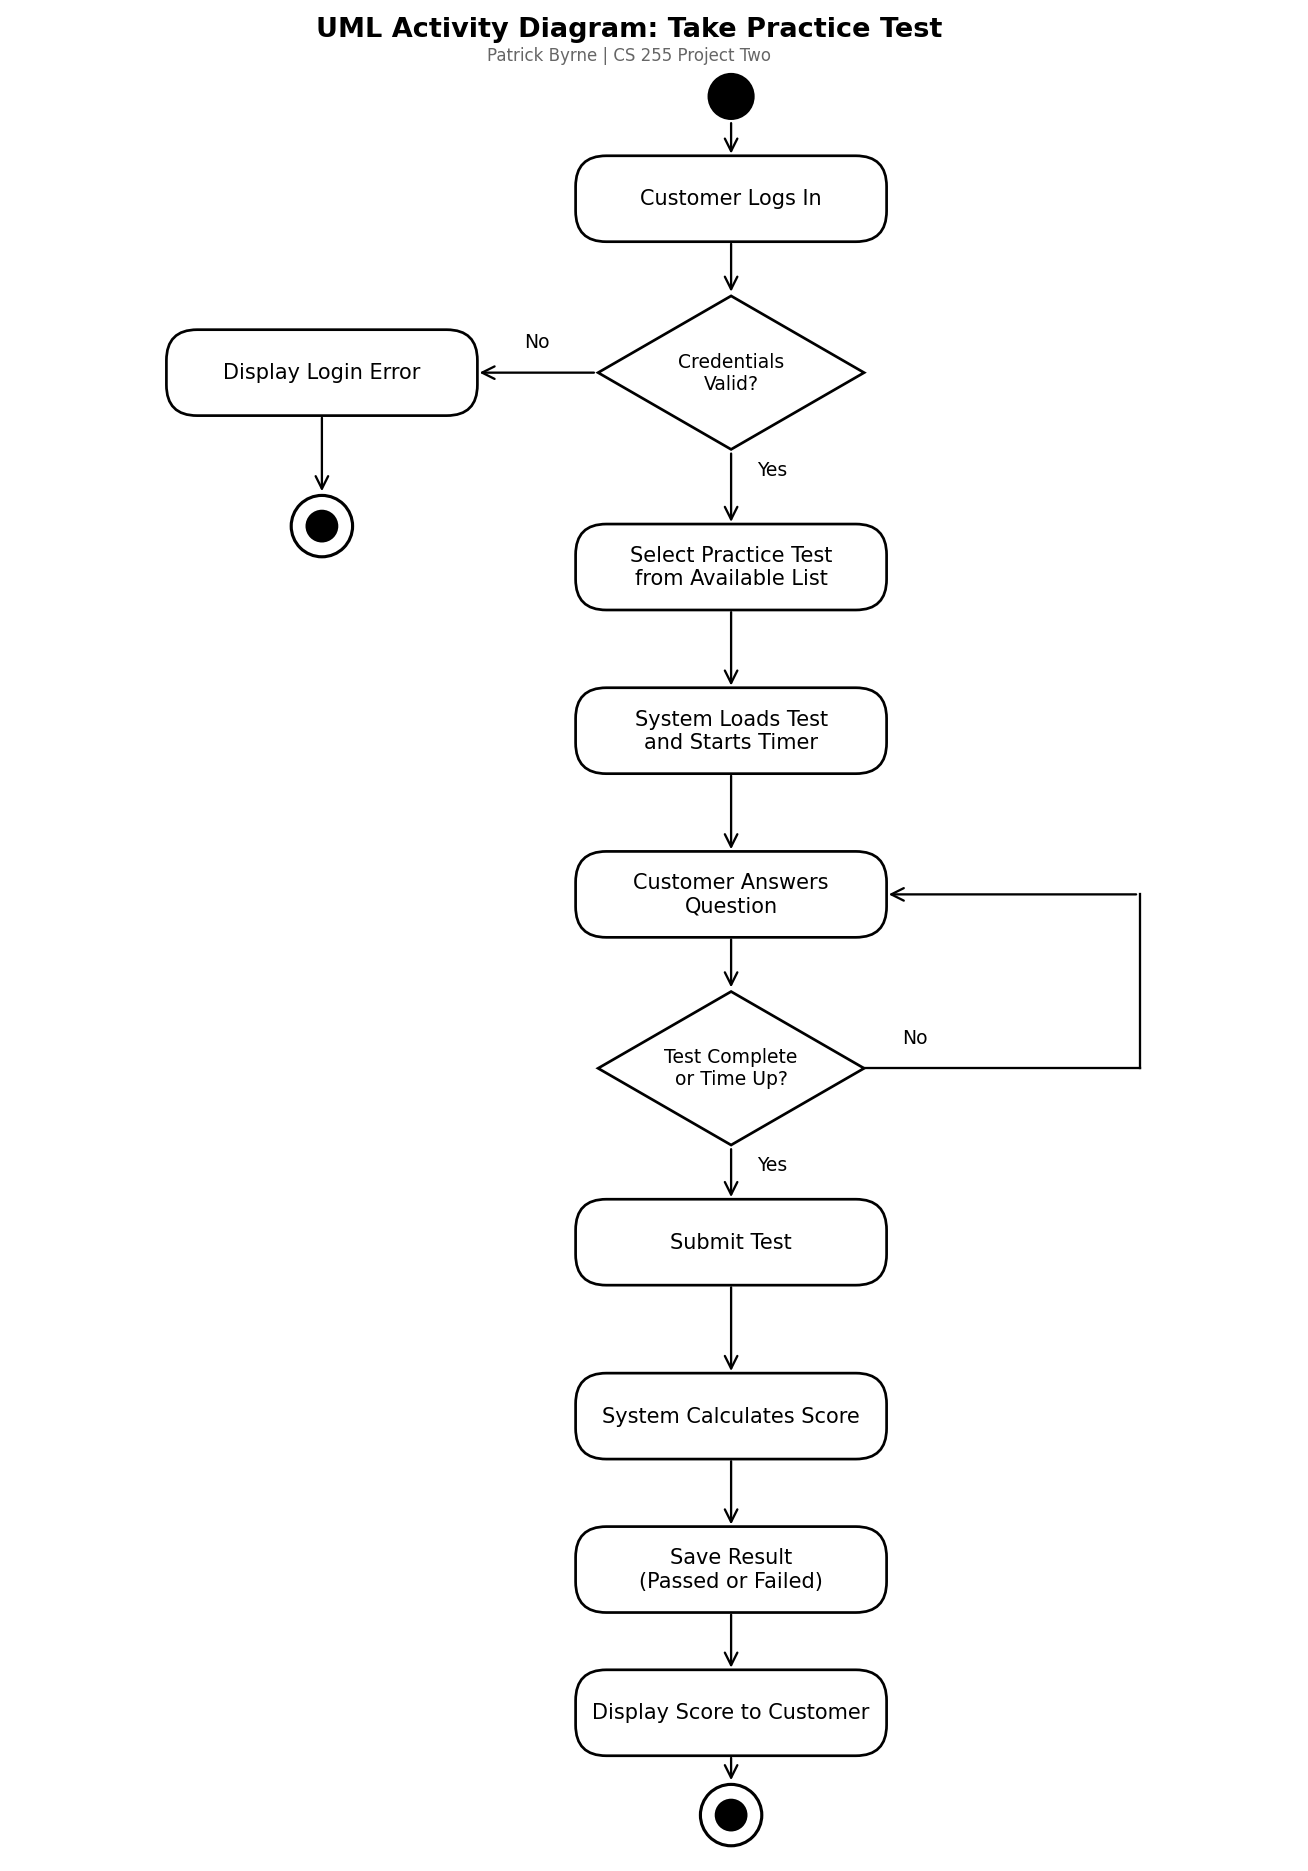 UML Activity Diagram: Take Practice Test
Patrick Byrne | CS 255 Project Two
Customer Logs In
Credentials
Valid?
No
Display Login Error
Yes
Select Practice Test
from Available List
System Loads Test
and Starts Timer
Customer Answers
Question
Test Complete
or Time Up?
No
Yes
Submit Test
System Calculates Score
Save Result
(Passed or Failed)
Display Score to Customer